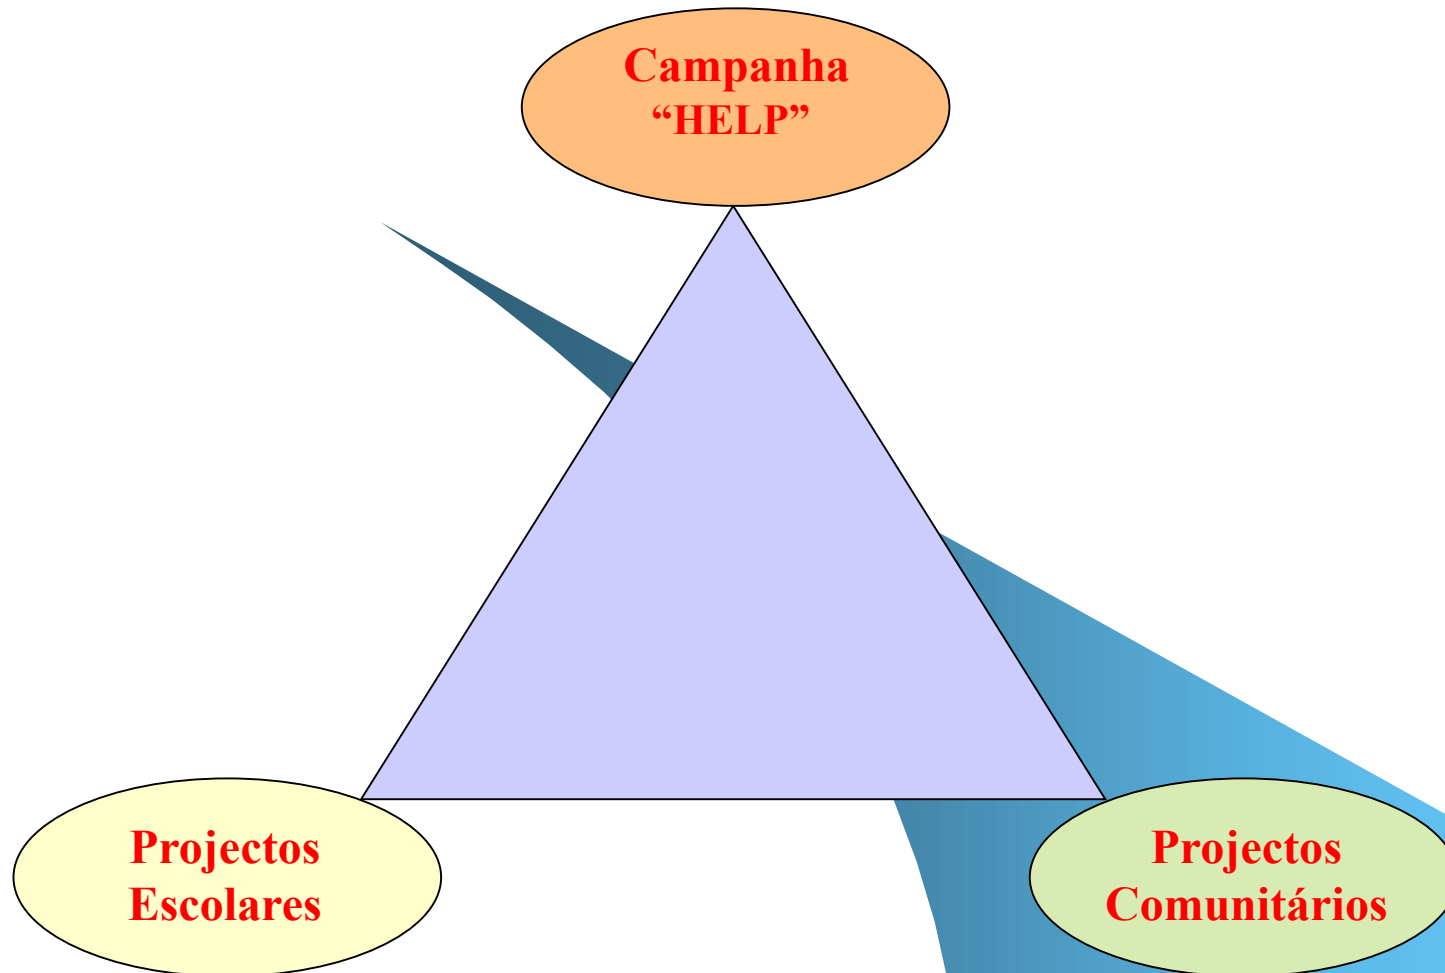 Campanha
“HELP”
Projectos
Escolares
Projectos
Comunitários